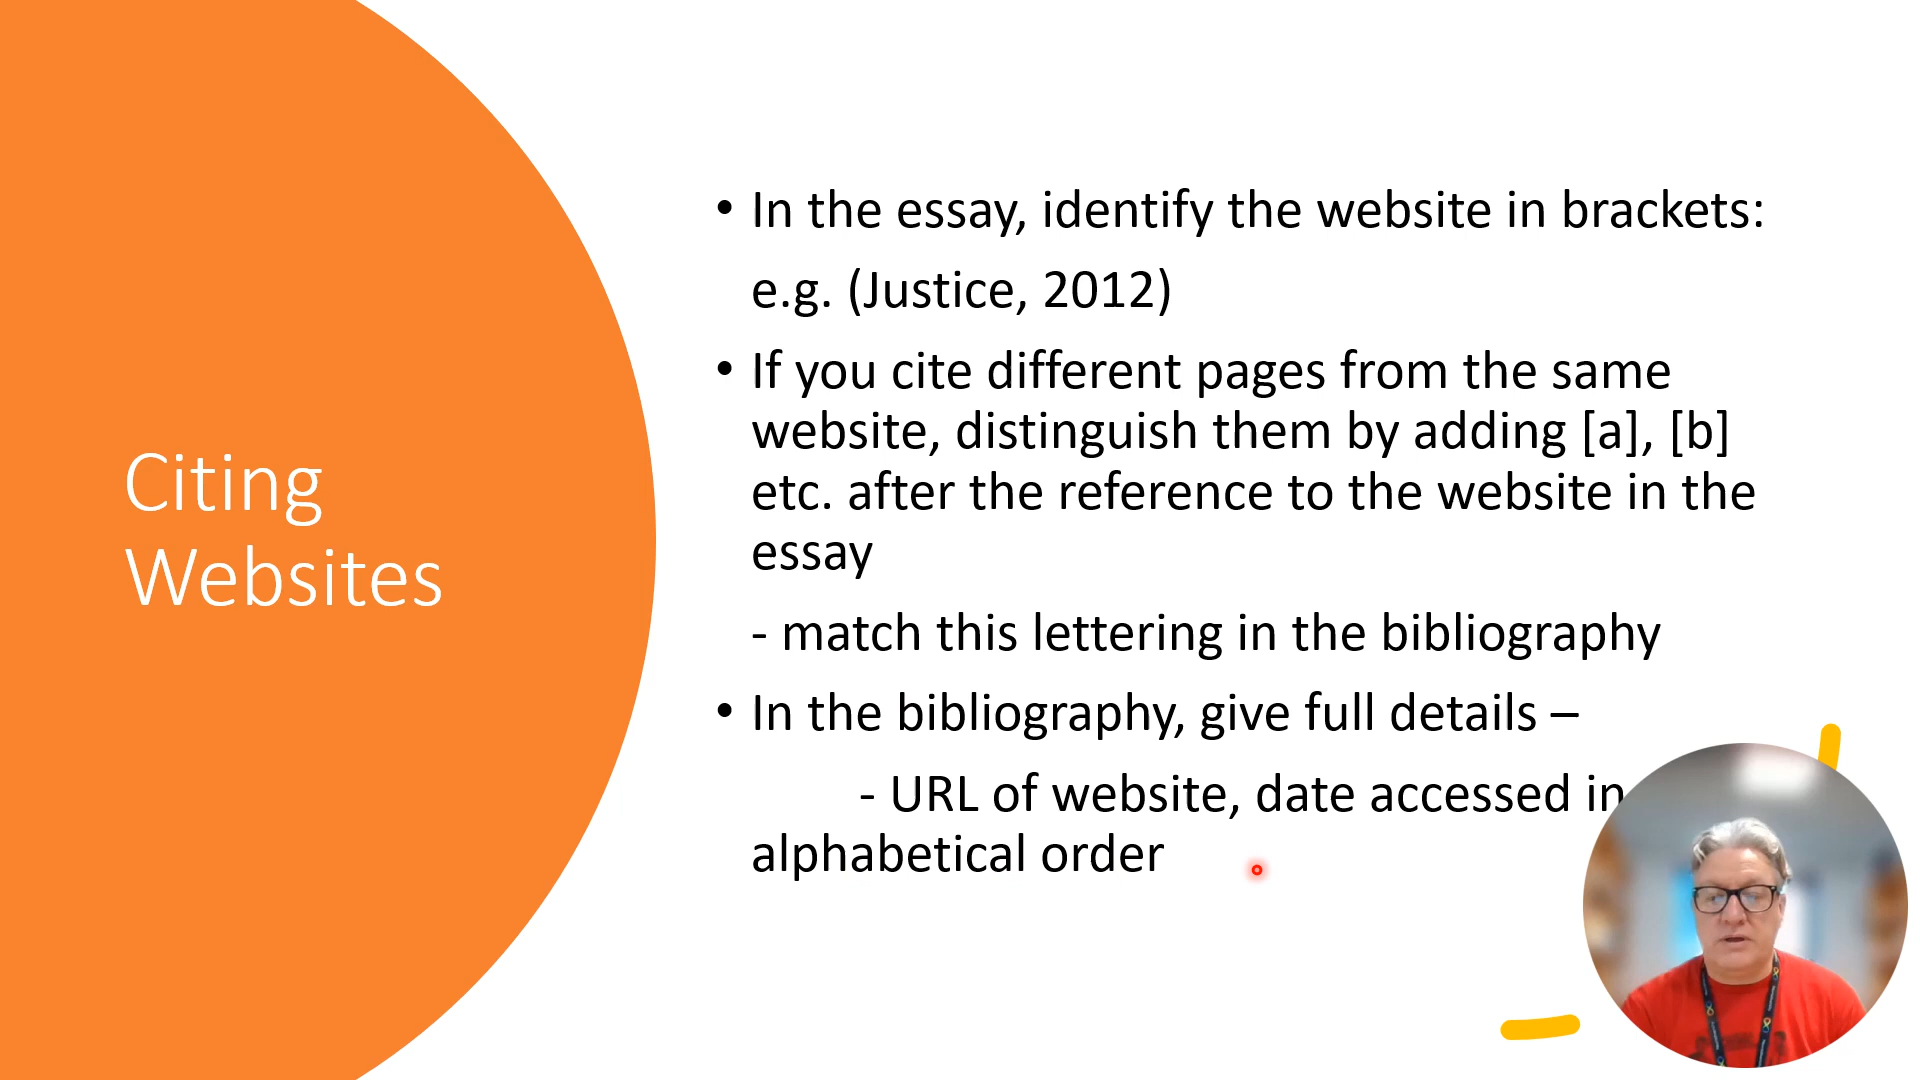 Citing
Websites
• In the essay, identify the website in brackets:
e.g. (Justice, 2012)
• If you cite different pages from the same
website, distinguish them by adding [a], [b]
etc. after the reference to the website in the
essay
- match this lettering in the bibliography
• In the bibliography, give full details –
- URL of website, date accessed in
alphabetical order